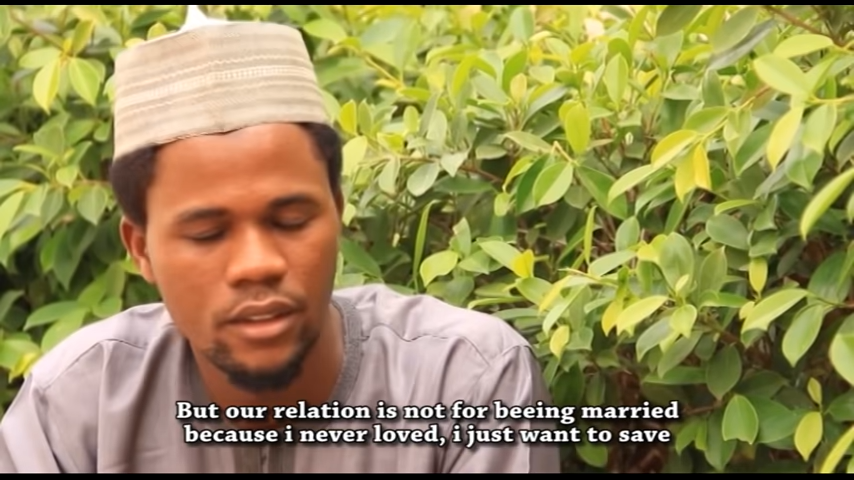 But our relation is not for beeing married
because i never loved, i just want to save